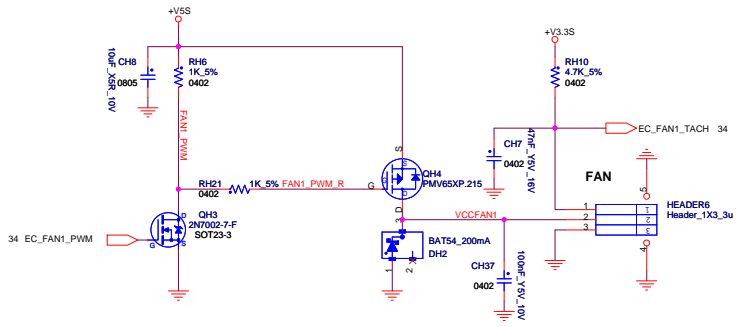 +V5S
+V3.3S
10uF_X5R_10V
CH8
0805
RH6
1K_5%
0402
FAN1_PWM
RH10
4.7K_5%
0402
EC_FAN1_TACH 34
CH7
0402
47nF_Y5V_16V
S
QH4
PMV65XP.215
G
S
D
D
FAN
RH21
0402
1K_5%
FAN1_PWM_R
HEADER6
Header_1X3_3u
5
1
2
3
1
2
3
4
QH3
2N7002-7-F
SOT23-3
D
G
S
34 EC_FAN1_PWM
VCCFAN1
3
BAT54_200mA
DH2
1
2
CH37
0402
100nF_Y5V_10V